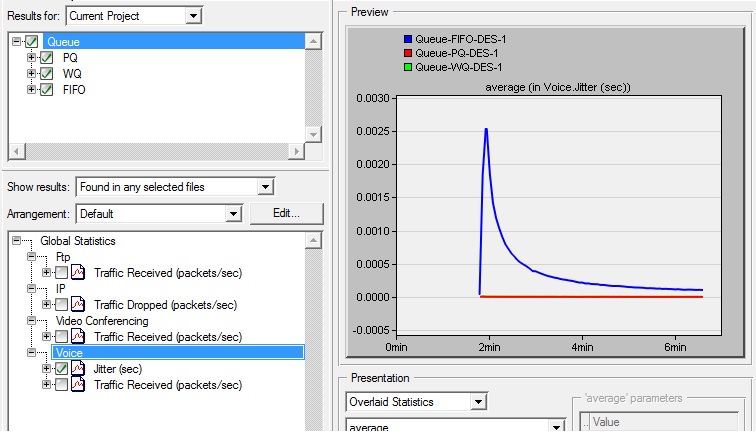 Results for: Current Project
Queue
PQ
WQ
FIFO
Show results: Found in any selected files
Arrangement: Default Edit...
Global Statistics
Ftp
Traffic Received (packets/sec)
IP
Traffic Dropped (packets/sec)
Video Conferencing
Traffic Received (packets/sec)
Voice
Jitter (sec)
Traffic Received (packets/sec)
Preview
Queue-FIFO-DES-1
Queue-PQ-DES-1
Queue-WQ-DES-1
average (in Voice.Jitter (sec))
0.0030
0.0025
0.0020
0.0015
0.0010
0.0005
0.0000
-0.0005
0min 2min 4min 6min
Presentation
Overlaid Statistics
average
'average' parameters
... Value